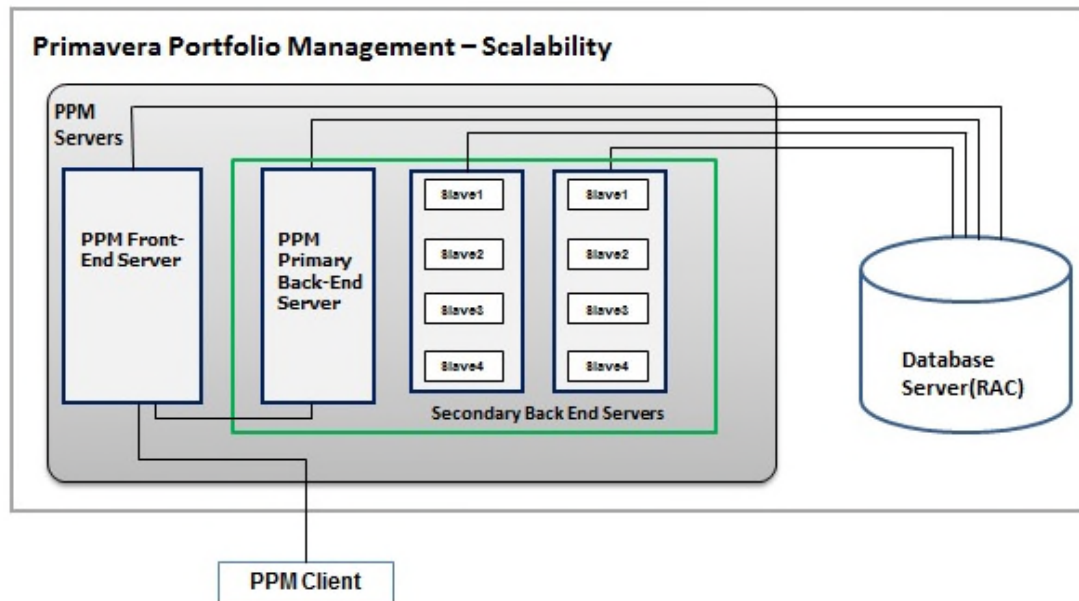 Primavera Portfolio Management – Scalability
PPM
Servers
PPM Front-
End Server
PPM
Primary
Back-End
Server
Slave1
Slave2
Slave3
Slave4
Slave1
Slave2
Slave3
Slave4
Secondary Back End Servers
Database
Server(RAC)
PPM Client